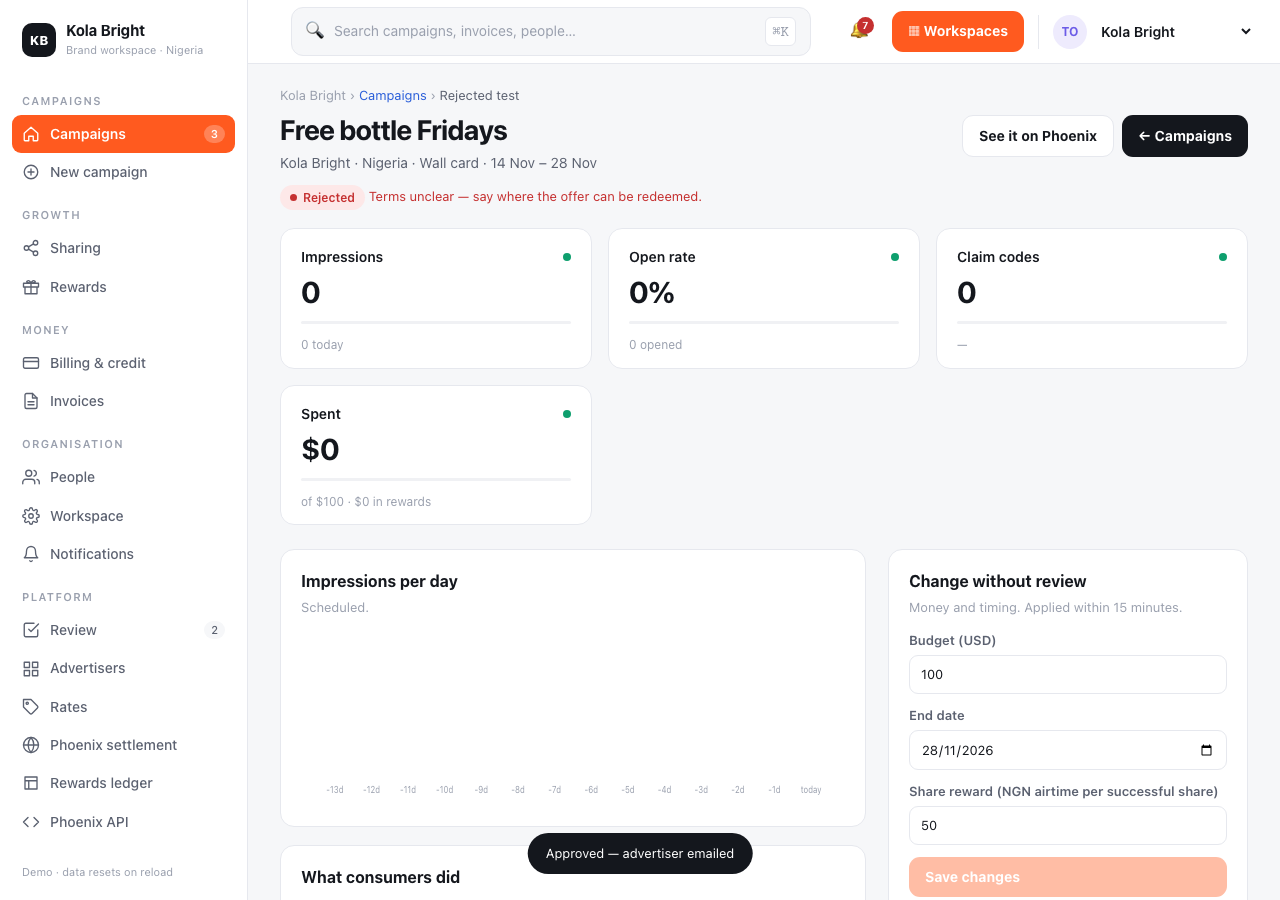 KB
Kola Bright
Brand workspace · Nigeria
CAMPAIGNS
Campaigns 3
New campaign
GROWTH
Sharing
Rewards
MONEY
Billing & credit
Invoices
ORGANISATION
People
Workspace
Notifications
PLATFORM
Review 2
Advertisers
Rates
Phoenix settlement
Rewards ledger
Phoenix API
Demo · data resets on reload
Search campaigns, invoices, people… ⌘K
7
Workspaces
TO Kola Bright
Kola Bright › Campaigns › Rejected test
Free bottle Fridays
Kola Bright · Nigeria · Wall card · 14 Nov – 28 Nov
See it on Phoenix
← Campaigns
Rejected Terms unclear — say where the offer can be redeemed.
Impressions
0
0 today
Open rate
0%
0 opened
Claim codes
0
—
Spent
$0
of $100 · $0 in rewards
Impressions per day
Scheduled.
-13d -12d -11d -10d -9d -8d -7d -6d -5d -4d -3d -2d -1d today
What consumers did
Change without review
Money and timing. Applied within 15 minutes.
Budget (USD)
100
End date
28/11/2026
Share reward (NGN airtime per successful share)
50
Save changes
Approved — advertiser emailed